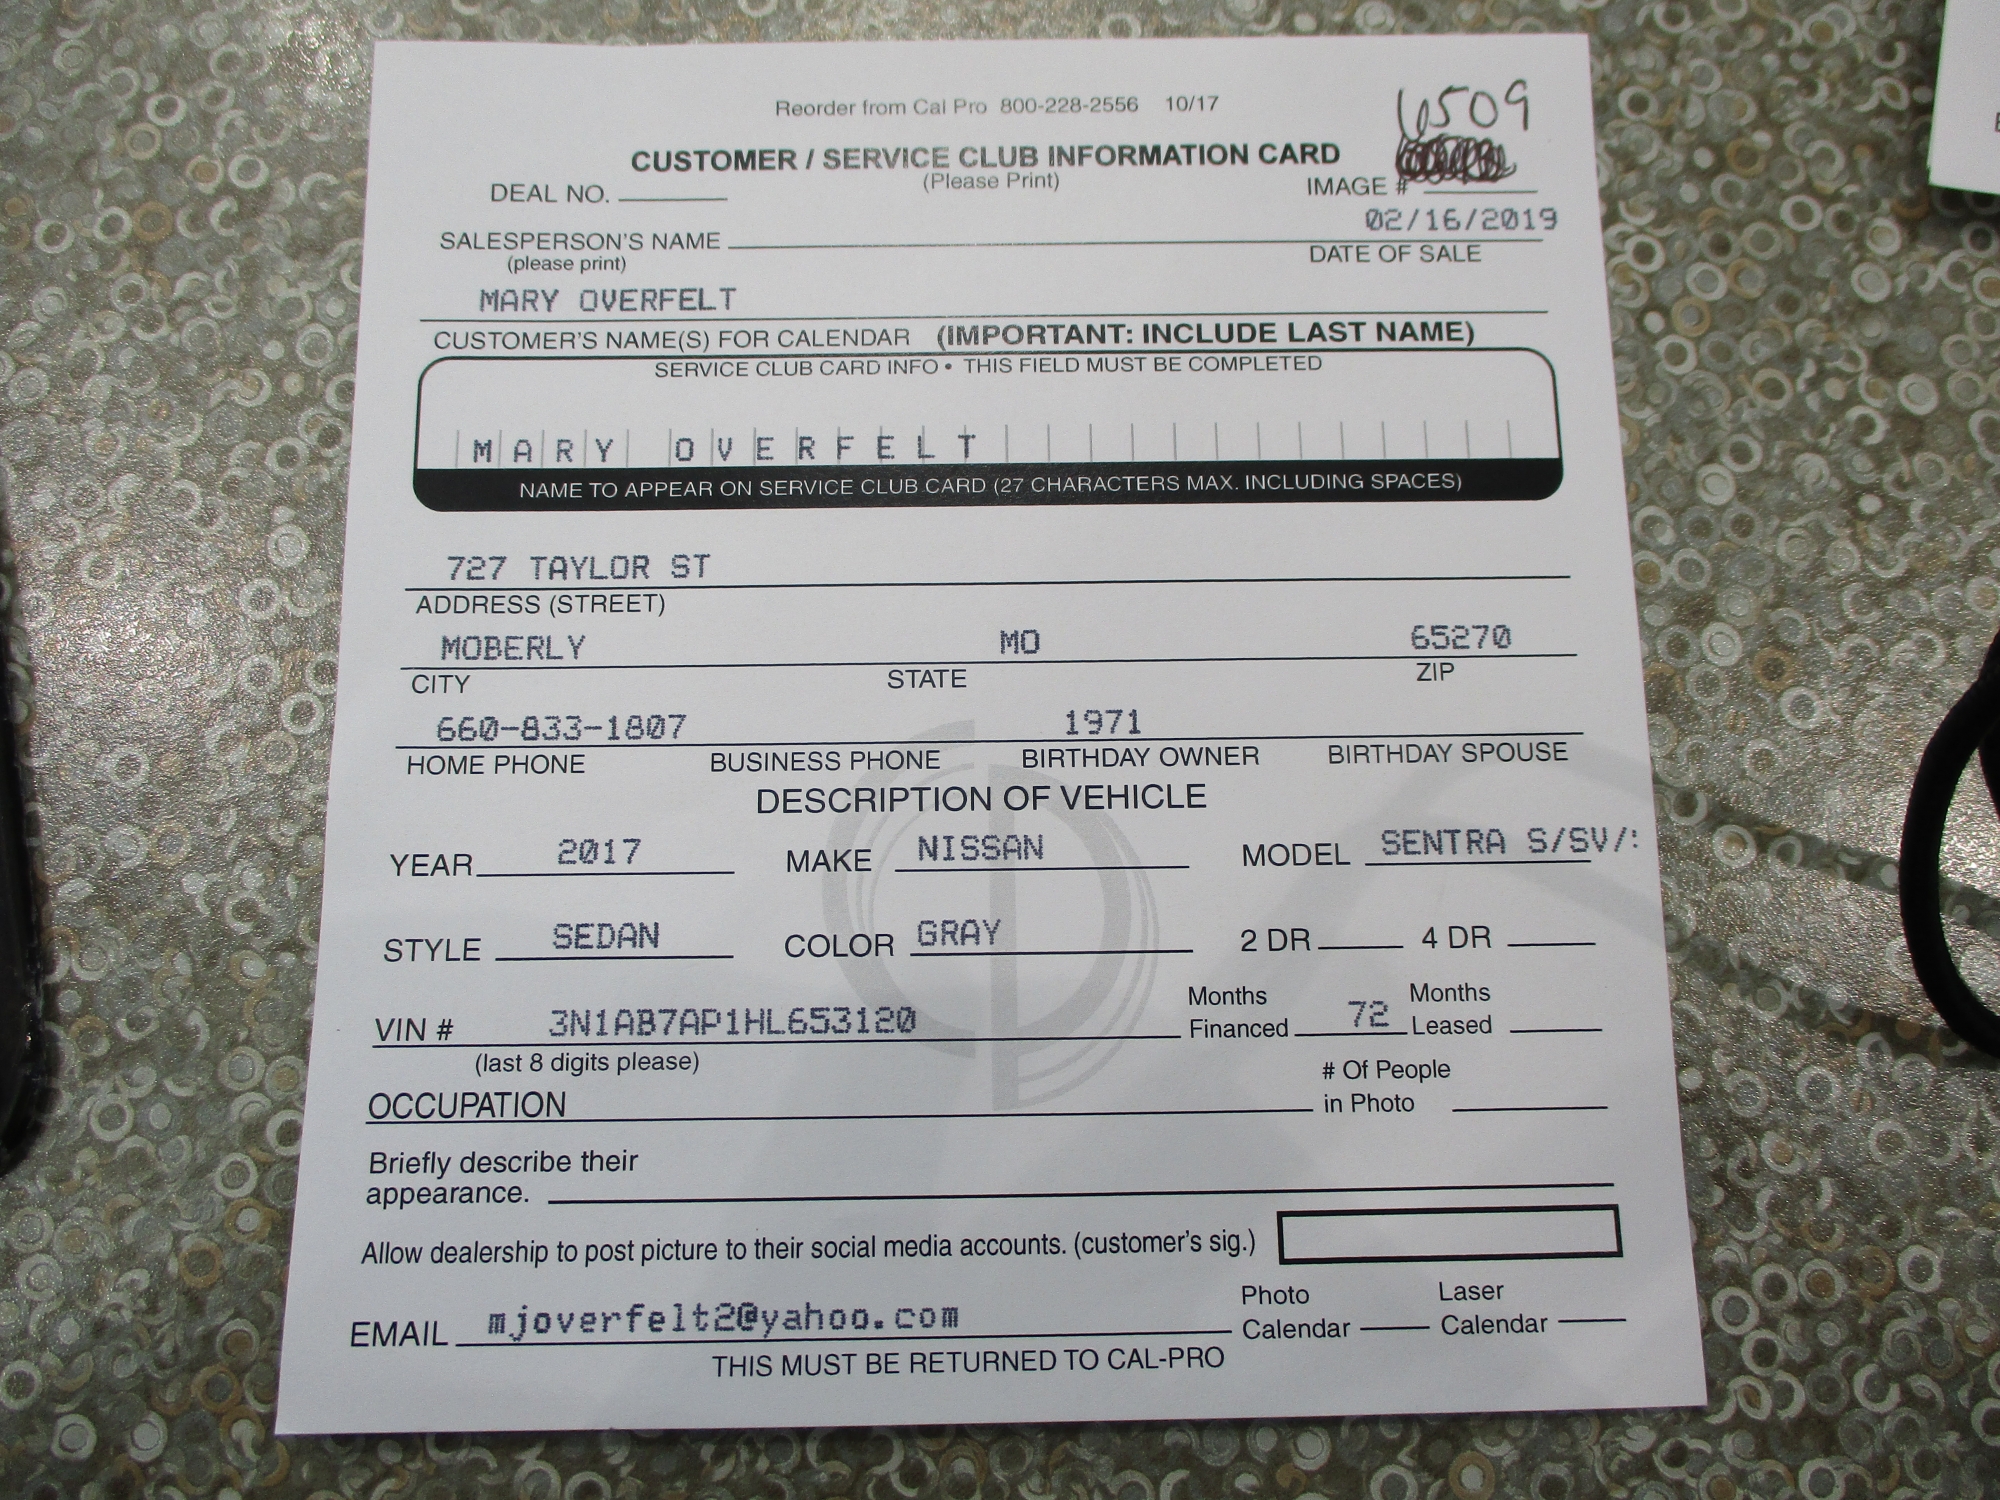 Reorder from Cal Pro 800-228-2556 10/17
6509
CUSTOMER / SERVICE CLUB INFORMATION CARD
(Please Print)
DEAL NO.
IMAGE #
02/16/2019
SALESPERSON'S NAME
(please print)
DATE OF SALE
MARY OVERFELT
CUSTOMER'S NAME(S) FOR CALENDAR (IMPORTANT: INCLUDE LAST NAME)
SERVICE CLUB CARD INFO • THIS FIELD MUST BE COMPLETED
MARY OVERFELT
NAME TO APPEAR ON SERVICE CLUB CARD (27 CHARACTERS MAX. INCLUDING SPACES)
727 TAYLOR ST
ADDRESS (STREET)
MOBERLY MO 65270
CITY STATE ZIP
660-833-1807 1971
HOME PHONE BUSINESS PHONE BIRTHDAY OWNER BIRTHDAY SPOUSE
DESCRIPTION OF VEHICLE
YEAR 2017 MAKE NISSAN MODEL SENTRA S/SV/:
STYLE SEDAN COLOR GRAY 2 DR 4 DR
VIN # 3N1AB7AP1HL653120 Months Financed 72 Months Leased
(last 8 digits please)
OCCUPATION # Of People in Photo
Briefly describe their
appearance.
Allow dealership to post picture to their social media accounts. (customer's sig.)
EMAIL mjoverfelt2@yahoo.com Photo Calendar Laser Calendar
THIS MUST BE RETURNED TO CAL-PRO